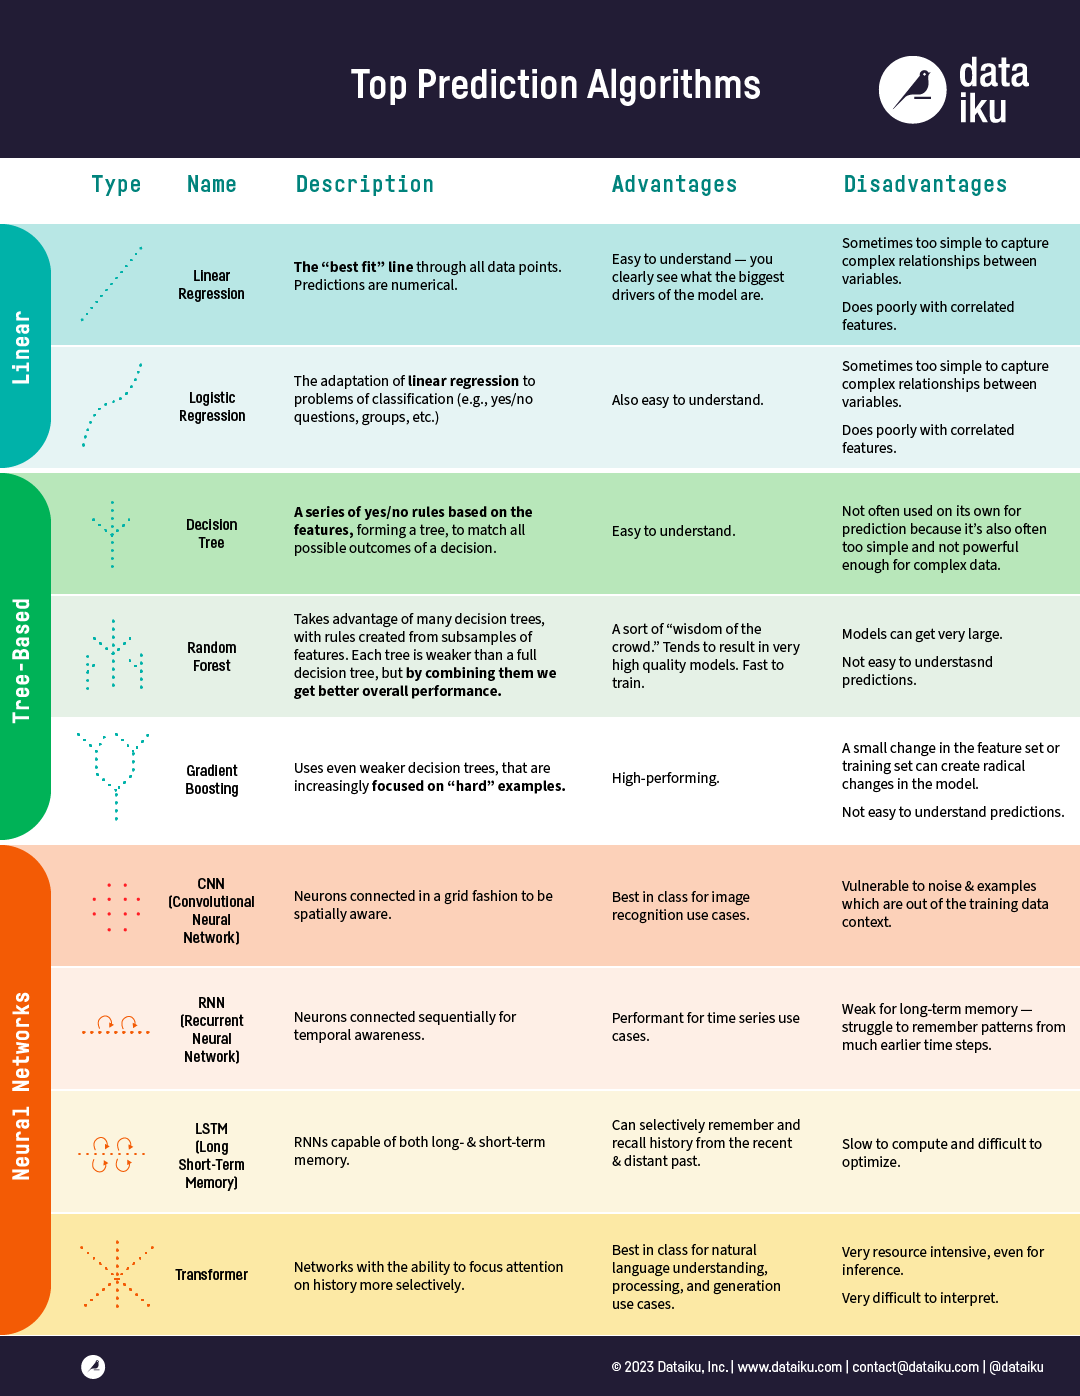 Top Prediction Algorithms
data
iku
Type Name Description Advantages Disadvantages
Linear
Linear
Regression
The “best fit” line through all data points.
Predictions are numerical.
Easy to understand — you
clearly see what the biggest
drivers of the model are.
Sometimes too simple to capture
complex relationships between
variables.
Does poorly with correlated
features.
Logistic
Regression
The adaptation of linear regression to
problems of classification (e.g., yes/no
questions, groups, etc.)
Also easy to understand.
Sometimes too simple to capture
complex relationships between
variables.
Does poorly with correlated
features.
Tree-Based
Decision
Tree
A series of yes/no rules based on the
features, forming a tree, to match all
possible outcomes of a decision.
Easy to understand.
Not often used on its own for
prediction because it’s also often
too simple and not powerful
enough for complex data.
Random
Forest
Takes advantage of many decision trees,
with rules created from subsamples of
features. Each tree is weaker than a full
decision tree, but by combining them we
get better overall performance.
A sort of “wisdom of the
crowd.” Tends to result in very
high quality models. Fast to
train.
Models can get very large.
Not easy to understasnd
predictions.
Gradient
Boosting
Uses even weaker decision trees, that are
increasingly focused on “hard” examples.
High-performing.
A small change in the feature set or
training set can create radical
changes in the model.
Not easy to understand predictions.
Neural Networks
CNN
(Convolutional
Neural
Network)
Neurons connected in a grid fashion to be
spatially aware.
Best in class for image
recognition use cases.
Vulnerable to noise & examples
which are out of the training data
context.
RNN
(Recurrent
Neural
Network)
Neurons connected sequentially for
temporal awareness.
Performant for time series use
cases.
Weak for long-term memory —
struggle to remember patterns from
much earlier time steps.
LSTM
(Long
Short-Term
Memory)
RNNs capable of both long- & short-term
memory.
Can selectively remember and
recall history from the recent
& distant past.
Slow to compute and difficult to
optimize.
Transformer
Networks with the ability to focus attention
on history more selectively.
Best in class for natural
language understanding,
processing, and generation
use cases.
Very resource intensive, even for
inference.
Very difficult to interpret.
© 2023 Dataiku, Inc. | www.dataiku.com | contact@dataiku.com | @dataiku